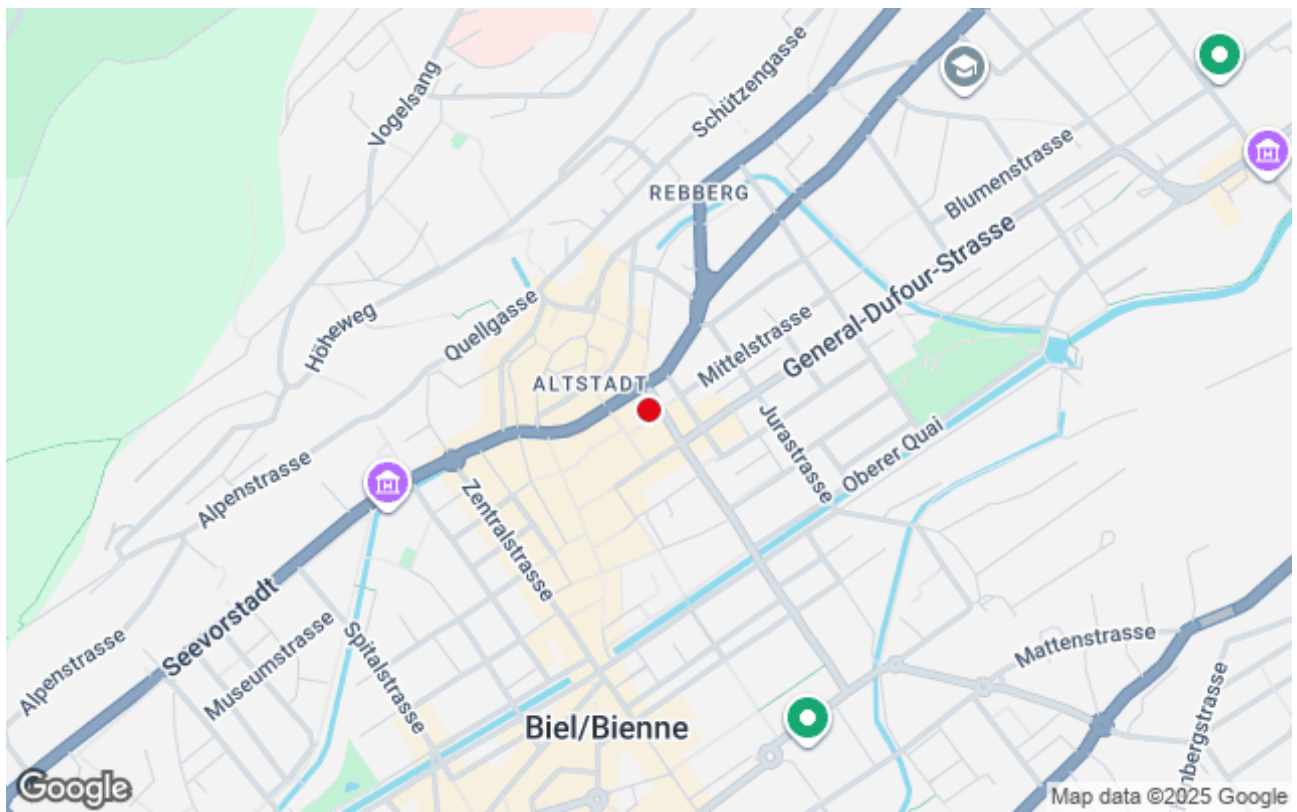 Vogelsang
Schützengasse
REBBERG
Blumenstrasse
Höheweg
Quellgasse
Mittelstrasse
General-Dufour-Strasse
ALTSTADT
Jurastrasse
Oberer Quai
Alpenstrasse
Zentralstrasse
Seevorstadt
Museumstrasse
Spitalstrasse
Alpenstrasse
Mattenstrasse
Biel/Bienne
nbergstrasse
Google
Map data ©2025 Google